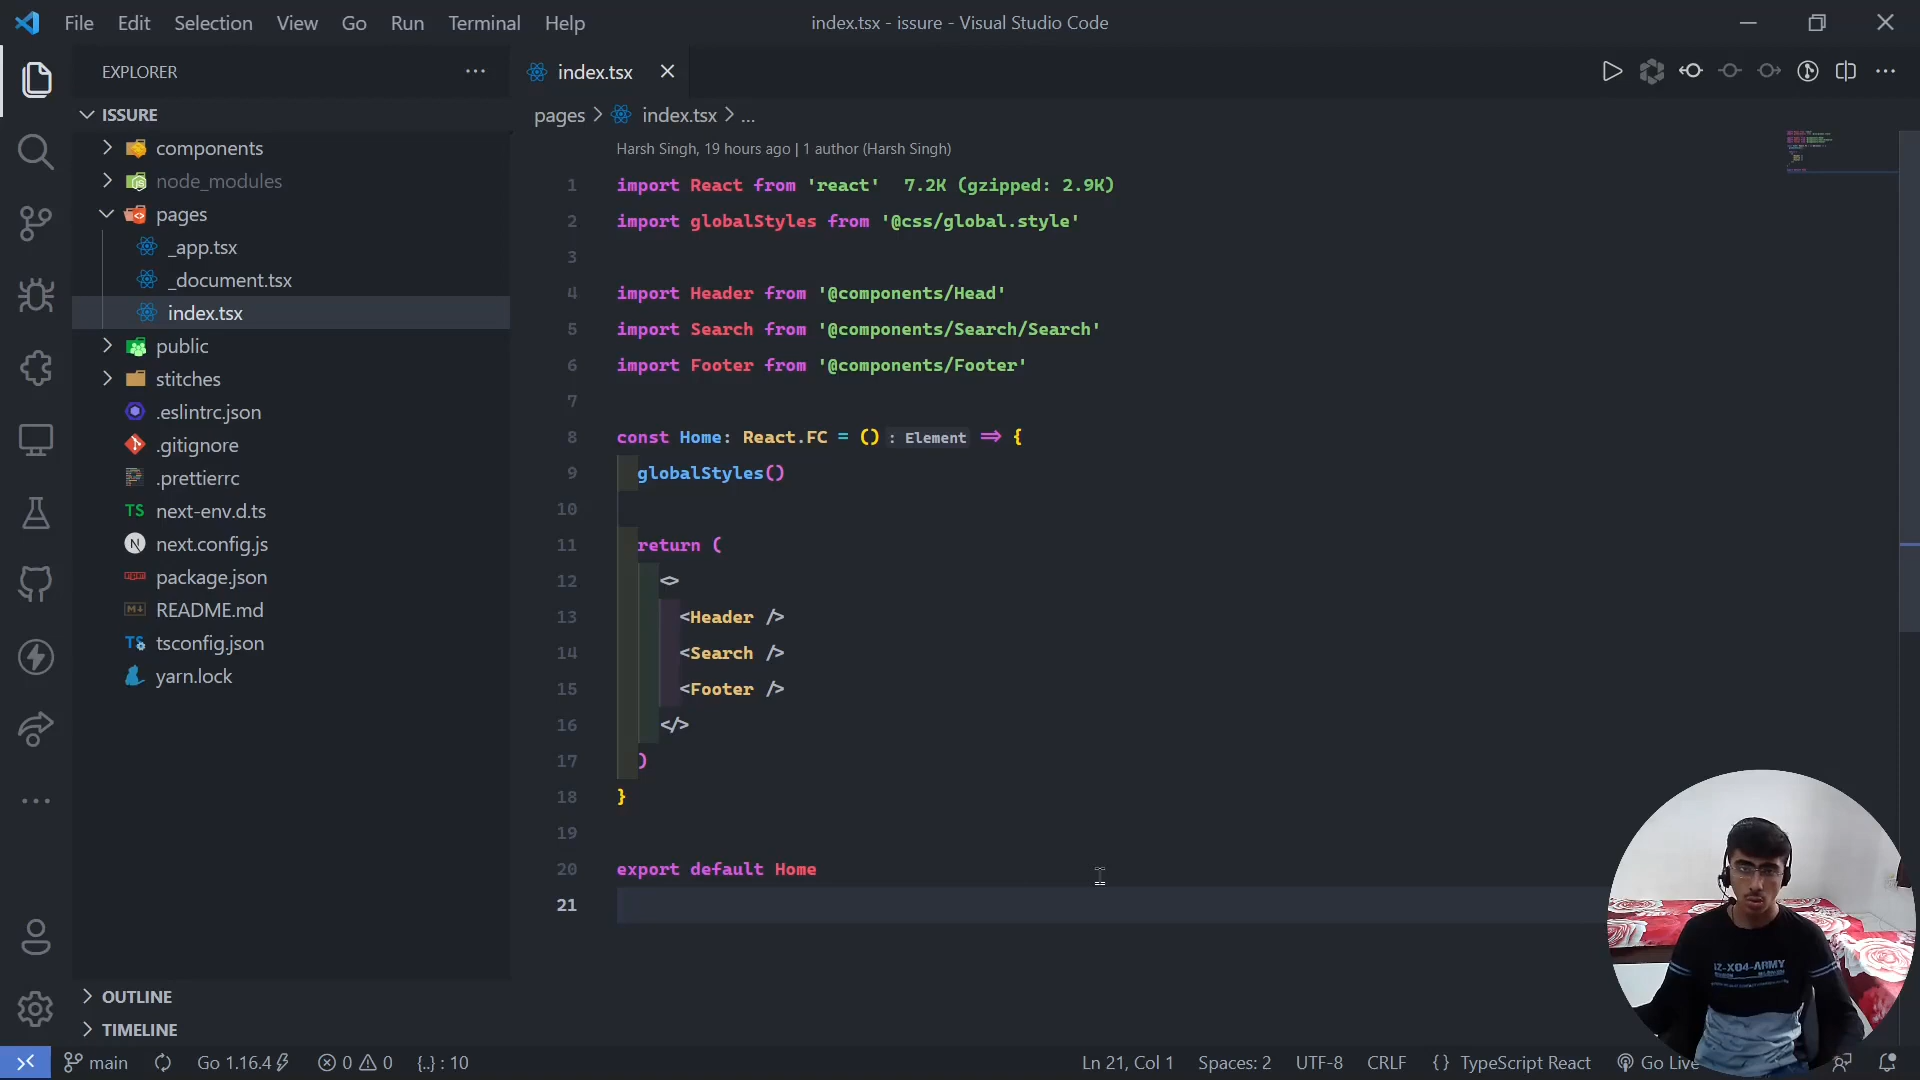 File Edit Selection View Go Run Terminal Help
index.tsx - issure - Visual Studio Code
EXPLORER
ISSURE
components
node_modules
pages
_app.tsx
_document.tsx
index.tsx
public
stitches
.eslintrc.json
.gitignore
.prettierrc
TS next-env.d.ts
N next.config.js
package.json
README.md
TS tsconfig.json
yarn.lock
OUTLINE
TIMELINE
index.tsx
pages > index.tsx > ...
Harsh Singh, 19 hours ago | 1 author (Harsh Singh)
1 import React from 'react' 7.2K (gzipped: 2.9K)
2 import globalStyles from '@css/global.style'
3
4 import Header from '@components/Head'
5 import Search from '@components/Search/Search'
6 import Footer from '@components/Footer'
7
8 const Home: React.FC = () : Element => {
9 globalStyles()
10
11 return (
12 <>
13 <Header />
14 <Search />
15 <Footer />
16 </>
17 )
18 }
19
20 export default Home
21
IZ-X04-ARMY
main Go 1.16.4 0 0 {..} : 10 Ln 21, Col 1 Spaces: 2 UTF-8 CRLF {} TypeScript React Go Live